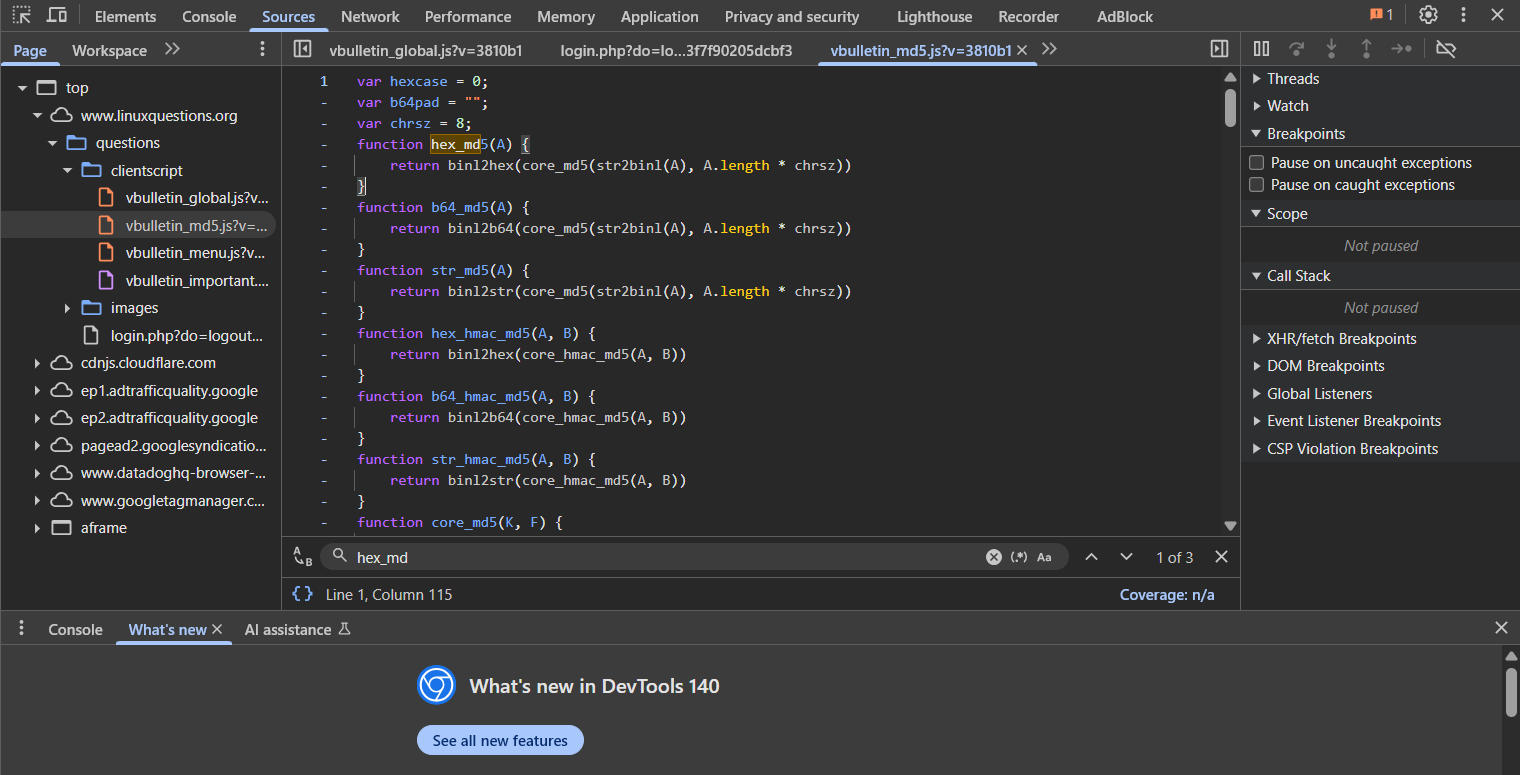 Elements Console Sources Network Performance Memory Application Privacy and security Lighthouse Recorder AdBlock 1
Page Workspace
vbulletin_global.js?v=3810b1 login.php?do=lo...3f7f90205dcbf3 vbulletin_md5.js?v=3810b1
top
www.linuxquestions.org
questions
clientscript
vbulletin_global.js?v...
vbulletin_md5.js?v=...
vbulletin_menu.js?v...
vbulletin_important....
images
login.php?do=logout...
cdnjs.cloudflare.com
ep1.adtrafficquality.google
ep2.adtrafficquality.google
pagead2.googlesyndicatio...
www.datadoghq-browser-...
www.googletagmanager.c...
aframe
1 var hexcase = 0;
- var b64pad = "";
- var chrsz = 8;
- function hex_md5(A) {
- return binl2hex(core_md5(str2binl(A), A.length * chrsz))
- }
- function b64_md5(A) {
- return binl2b64(core_md5(str2binl(A), A.length * chrsz))
- }
- function str_md5(A) {
- return binl2str(core_md5(str2binl(A), A.length * chrsz))
- }
- function hex_hmac_md5(A, B) {
- return binl2hex(core_hmac_md5(A, B))
- }
- function b64_hmac_md5(A, B) {
- return binl2b64(core_hmac_md5(A, B))
- }
- function str_hmac_md5(A, B) {
- return binl2str(core_hmac_md5(A, B))
- }
- function core_md5(K, F) {
hex_md (.*) Aa 1 of 3
{} Line 1, Column 115 Coverage: n/a
Threads
Watch
Breakpoints
Pause on uncaught exceptions
Pause on caught exceptions
Scope
Not paused
Call Stack
Not paused
XHR/fetch Breakpoints
DOM Breakpoints
Global Listeners
Event Listener Breakpoints
CSP Violation Breakpoints
Console What's new AI assistance
What's new in DevTools 140
See all new features